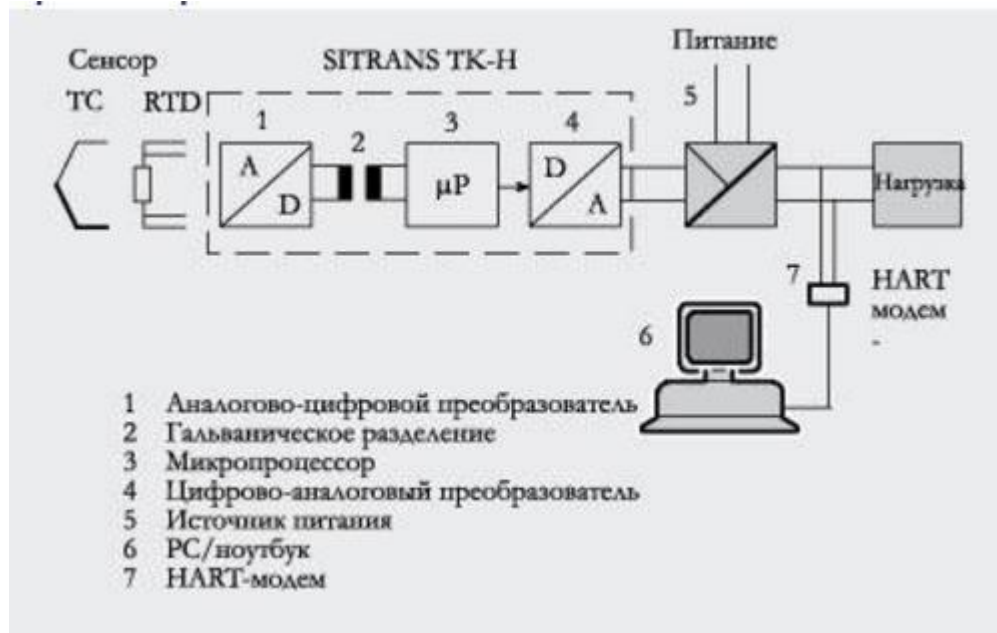 Питание
Сенсор SITRANS TK-H
TC RTD
1 2 3 4 5
A D
µP
D A
Нагрузка
7
HART
модем
-
6
1 Аналогово-цифровой преобразователь
2 Гальваническое разделение
3 Микропроцессор
4 Цифрово-аналоговый преобразователь
5 Источник питания
6 PC/ноутбук
7 HART-модем